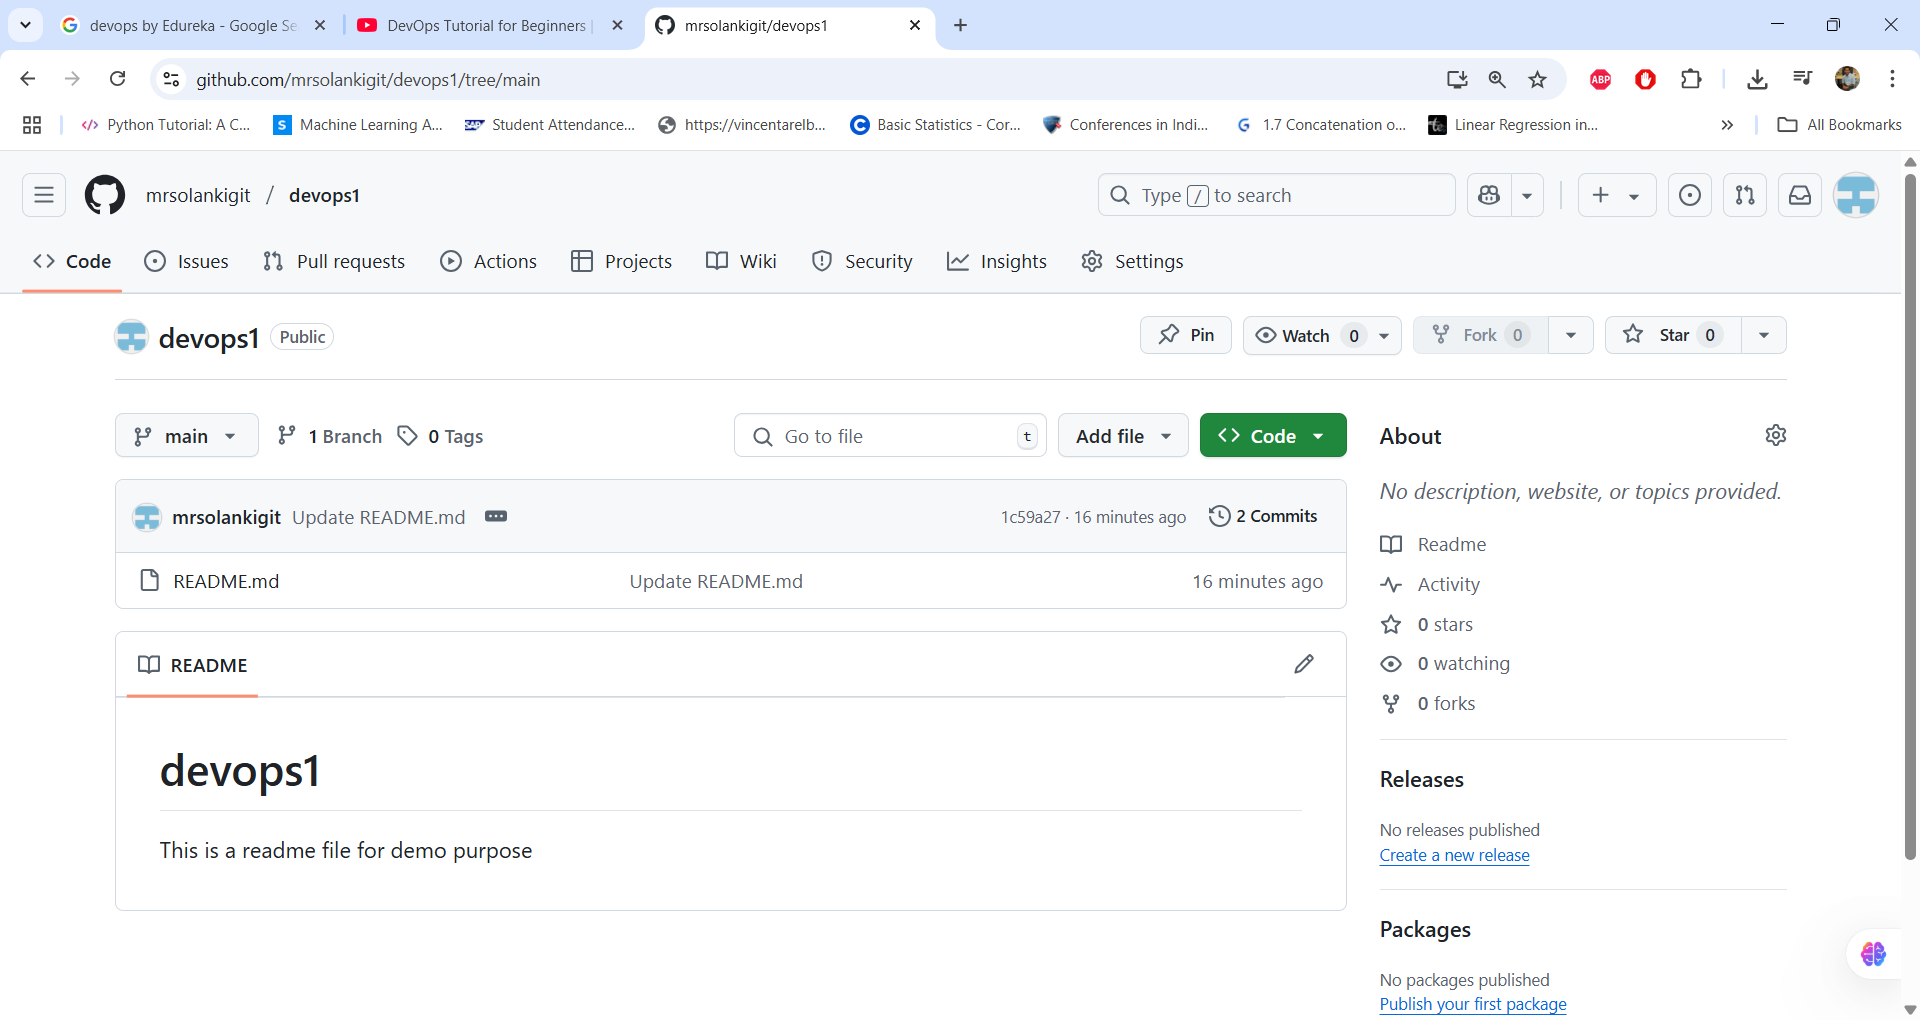 devops by Edureka - Google Se
DevOps Tutorial for Beginners |
mrsolankigit/devops1
github.com/mrsolankigit/devops1/tree/main
ABP
Python Tutorial: A C...
S Machine Learning A...
SAP Student Attendance...
https://vincentarelb...
Basic Statistics - Cor...
Conferences in Indi...
1.7 Concatenation o...
te Linear Regression in...
All Bookmarks
mrsolankigit / devops1
Type / to search
Code
Issues
Pull requests
Actions
Projects
Wiki
Security
Insights
Settings
devops1 Public
Pin
Watch 0
Fork 0
Star 0
main
1 Branch
0 Tags
Go to file t
Add file
Code
mrsolankigit Update README.md
1c59a27 · 16 minutes ago
2 Commits
README.md
Update README.md
16 minutes ago
README
devops1
This is a readme file for demo purpose
About
No description, website, or topics provided.
Readme
Activity
0 stars
0 watching
0 forks
Releases
No releases published
Create a new release
Packages
No packages published
Publish your first package